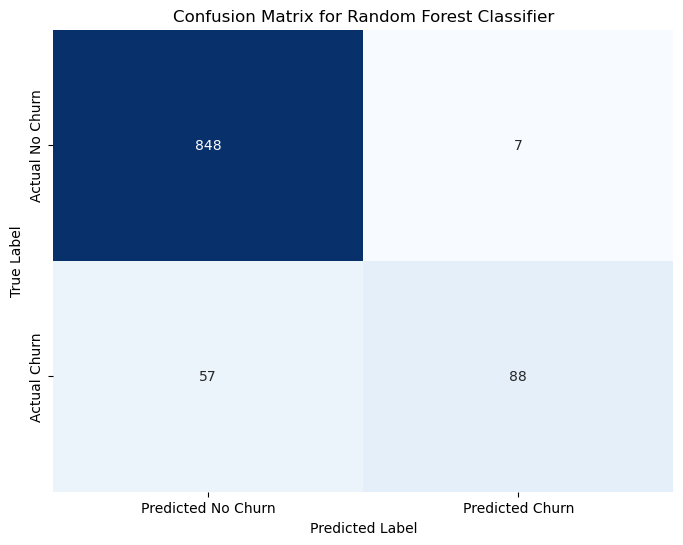 Confusion Matrix for Random Forest Classifier
True Label
Actual No Churn
848
7
Actual Churn
57
88
Predicted No Churn
Predicted Churn
Predicted Label